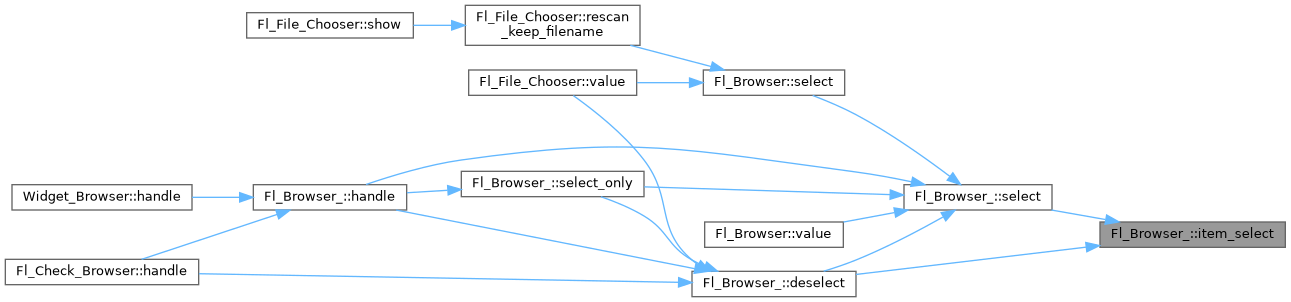 Fl_File_Chooser::show
Fl_File_Chooser::rescan
_keep_filename
Fl_File_Chooser::value
Fl_Browser::select
Widget_Browser::handle
Fl_Browser_::handle
Fl_Browser_::select_only
Fl_Browser_::select
Fl_Browser::value
Fl_Browser_::item_select
Fl_Check_Browser::handle
Fl_Browser_::deselect